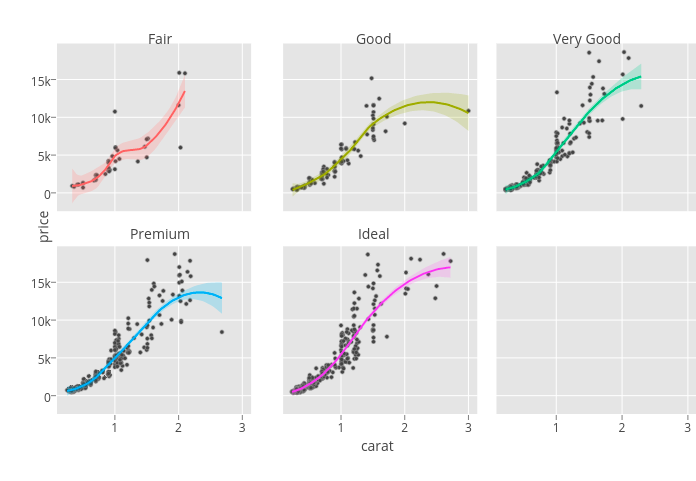 Fair Good Very Good
15k
10k
5k
0
price
Premium Ideal
15k
10k
5k
0
1 2 3 1 2 3 1 2 3
carat